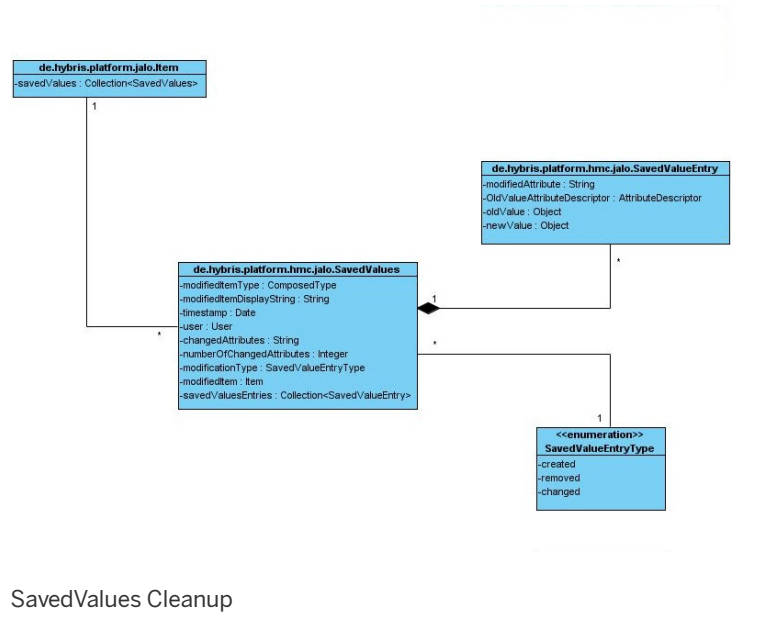 de.hybris.platform.jalo.Item
-savedValues : Collection<SavedValues>
1
de.hybris.platform.hmc.jalo.SavedValueEntry
-modifiedAttribute : String
-OldValueAttributeDescriptor : AttributeDescriptor
-oldValue : Object
-newValue : Object
*
de.hybris.platform.hmc.jalo.SavedValues
-modifiedItemType : ComposedType
-modifiedItemDisplayString : String
-timestamp : Date
-user : User
-changedAttributes : String
-numberOfChangedAttributes : Integer
-modificationType : SavedValueEntryType
-modifiedItem : Item
-savedValuesEntries : Collection<SavedValueEntry>
1
*
*
1
<<enumeration>>
SavedValueEntryType
-created
-removed
-changed
SavedValues Cleanup